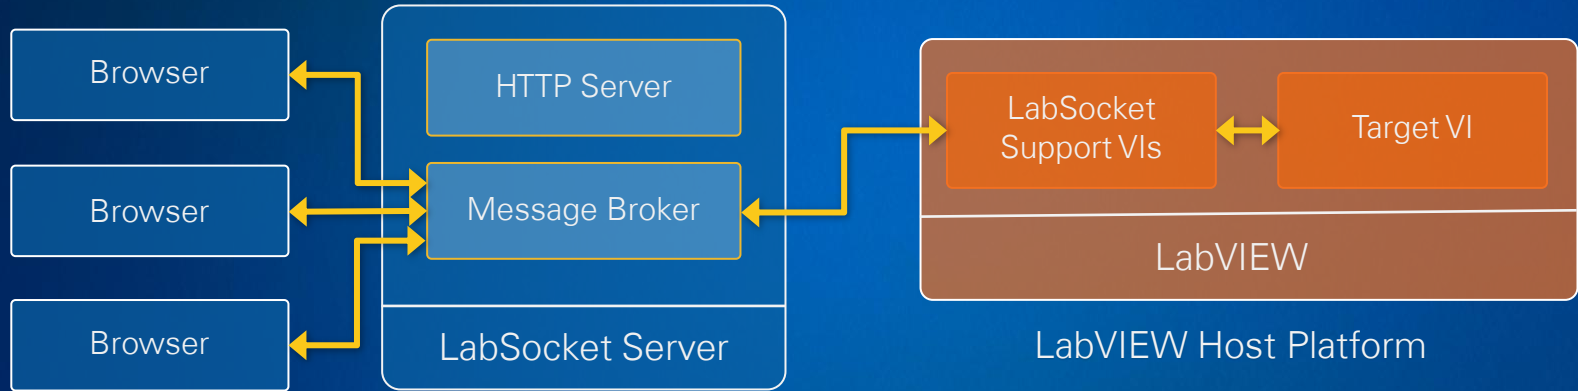 Browser
Browser
Browser
HTTP Server
Message Broker
LabSocket Server
LabSocket
Support VIs
Target VI
LabVIEW
LabVIEW Host Platform